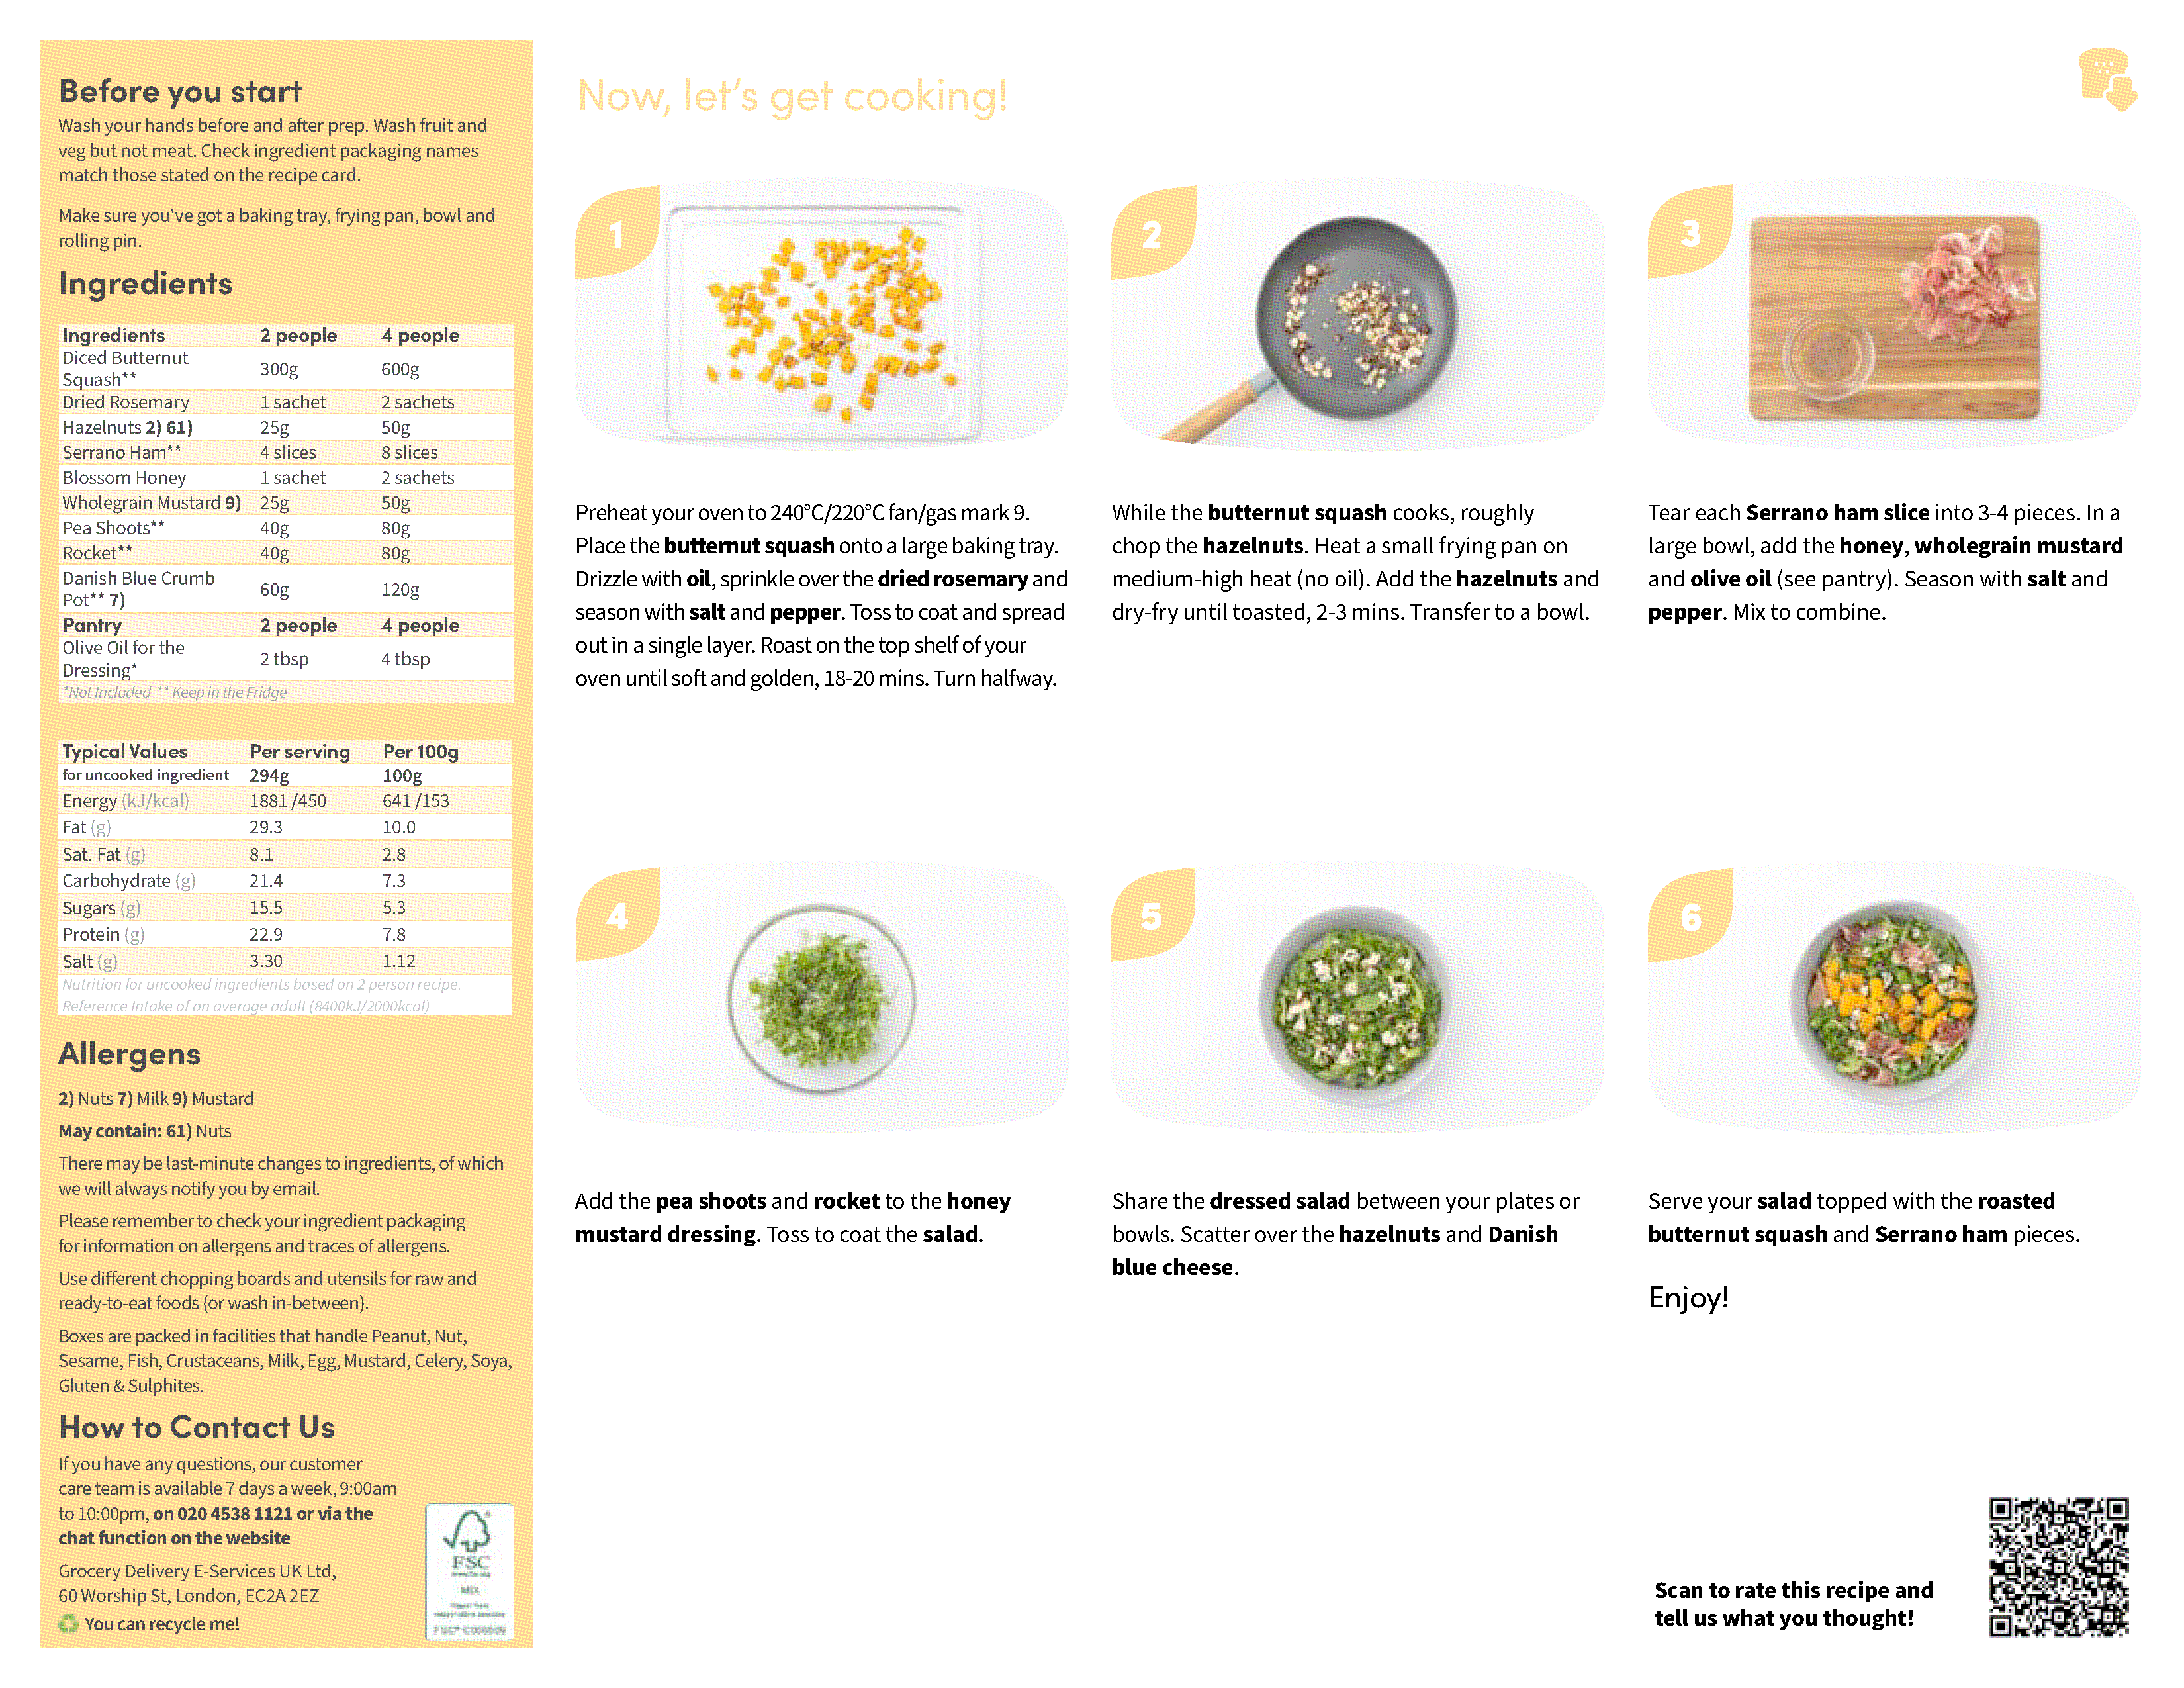 Before you start
Wash your hands before and after prep. Wash fruit and
veg but not meat. Check ingredient packaging names
match those stated on the recipe card.
Make sure you've got a baking tray, frying pan, bowl and
rolling pin.
Ingredients
Ingredients 2 people 4 people
Diced Butternut
Squash** 300g 600g
Dried Rosemary 1 sachet 2 sachets
Hazelnuts 2) 61) 25g 50g
Serrano Ham** 4 slices 8 slices
Blossom Honey 1 sachet 2 sachets
Wholegrain Mustard 9) 25g 50g
Pea Shoots** 40g 80g
Rocket** 40g 80g
Danish Blue Crumb
Pot** 7) 60g 120g
Pantry 2 people 4 people
Olive Oil for the
Dressing* 2 tbsp 4 tbsp
*Not Included **Keep in the Fridge
Typical Values Per serving Per 100g
for uncooked ingredient 294g 100g
Energy (kJ/kcal) 1881 /450 641 /153
Fat (g) 29.3 10.0
Sat. Fat (g) 8.1 2.8
Carbohydrate (g) 21.4 7.3
Sugars (g) 15.5 5.3
Protein (g) 22.9 7.8
Salt (g) 3.30 1.12
Nutrition for uncooked ingredients based on 2 person recipe.
Reference Intake of an average adult (8400kJ/2000kcal)
Allergens
2) Nuts 7) Milk 9) Mustard
May contain: 61) Nuts
There may be last-minute changes to ingredients, of which
we will always notify you by email.
Please remember to check your ingredient packaging
for information on allergens and traces of allergens.
Use different chopping boards and utensils for raw and
ready-to-eat foods (or wash in-between).
Boxes are packed in facilities that handle Peanut, Nut,
Sesame, Fish, Crustaceans, Milk, Egg, Mustard, Celery, Soya,
Gluten & Sulphites.
How to Contact Us
If you have any questions, our customer
care team is available 7 days a week, 9:00am
to 10:00pm, on 020 4538 1121 or via the
chat function on the website
Grocery Delivery E-Services UK Ltd,
60 Worship St, London, EC2A 2EZ
You can recycle me!
FSC
MIX
Now, let's get cooking!
1
Preheat your oven to 240°C/220°C fan/gas mark 9.
Place the butternut squash onto a large baking tray.
Drizzle with oil, sprinkle over the dried rosemary and
season with salt and pepper. Toss to coat and spread
out in a single layer. Roast on the top shelf of your
oven until soft and golden, 18-20 mins. Turn halfway.
2
While the butternut squash cooks, roughly
chop the hazelnuts. Heat a small frying pan on
medium-high heat (no oil). Add the hazelnuts and
dry-fry until toasted, 2-3 mins. Transfer to a bowl.
3
Tear each Serrano ham slice into 3-4 pieces. In a
large bowl, add the honey, wholegrain mustard
and olive oil (see pantry). Season with salt and
pepper. Mix to combine.
4
Add the pea shoots and rocket to the honey
mustard dressing. Toss to coat the salad.
5
Share the dressed salad between your plates or
bowls. Scatter over the hazelnuts and Danish
blue cheese.
6
Serve your salad topped with the roasted
butternut squash and Serrano ham pieces.
Enjoy!
Scan to rate this recipe and
tell us what you thought!